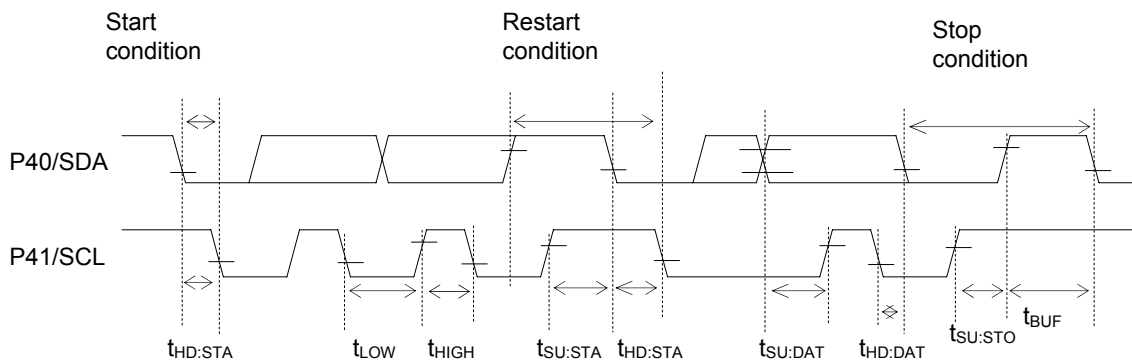 Start
condition
Restart
condition
Stop
condition
P40/SDA
P41/SCL
tHD:STA
tLOW
tHIGH
tSU:STA
tHD:STA
tSU:DAT
tHD:DAT
tSU:STO
tBUF